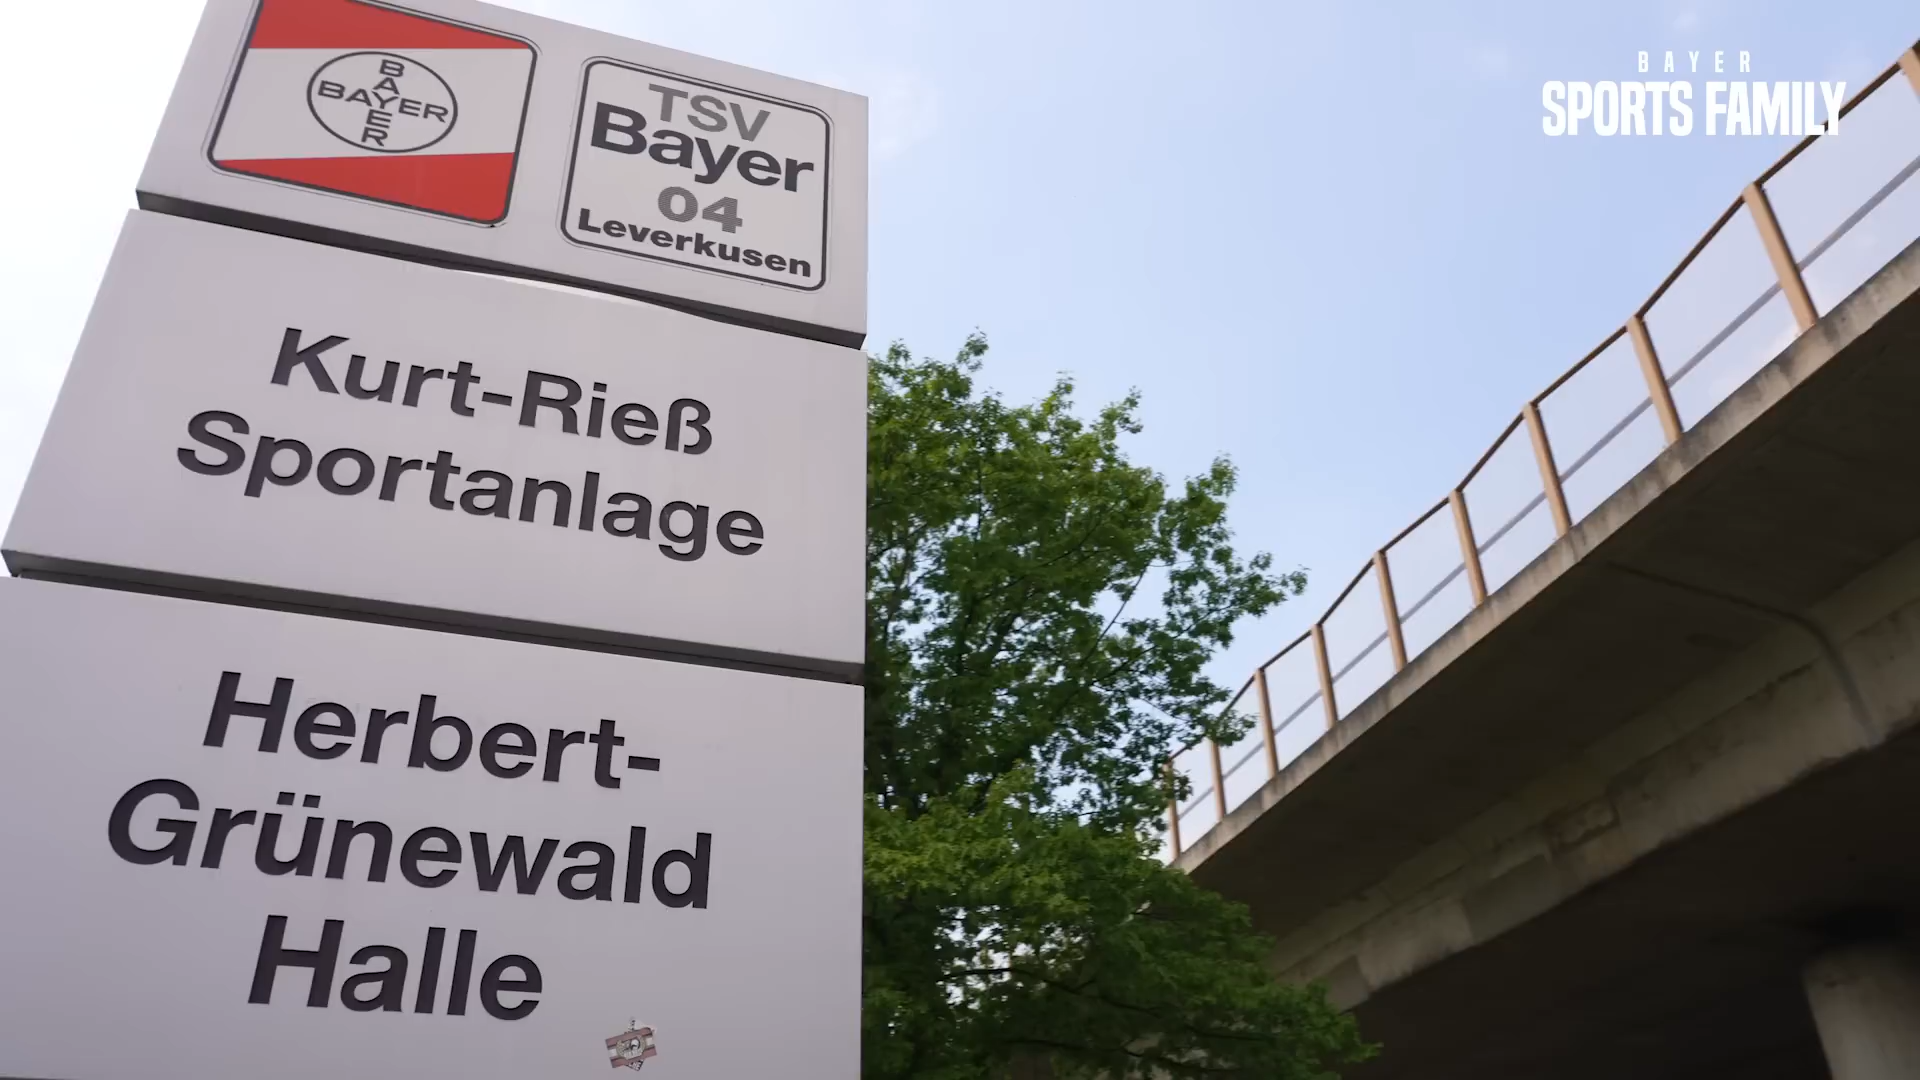 BAYER
BAYER
TSV
Bayer
04
Leverkusen
Kurt-Rieß
Sportanlage
Herbert-
Grünewald
Halle
BAYER
SPORTS FAMILY